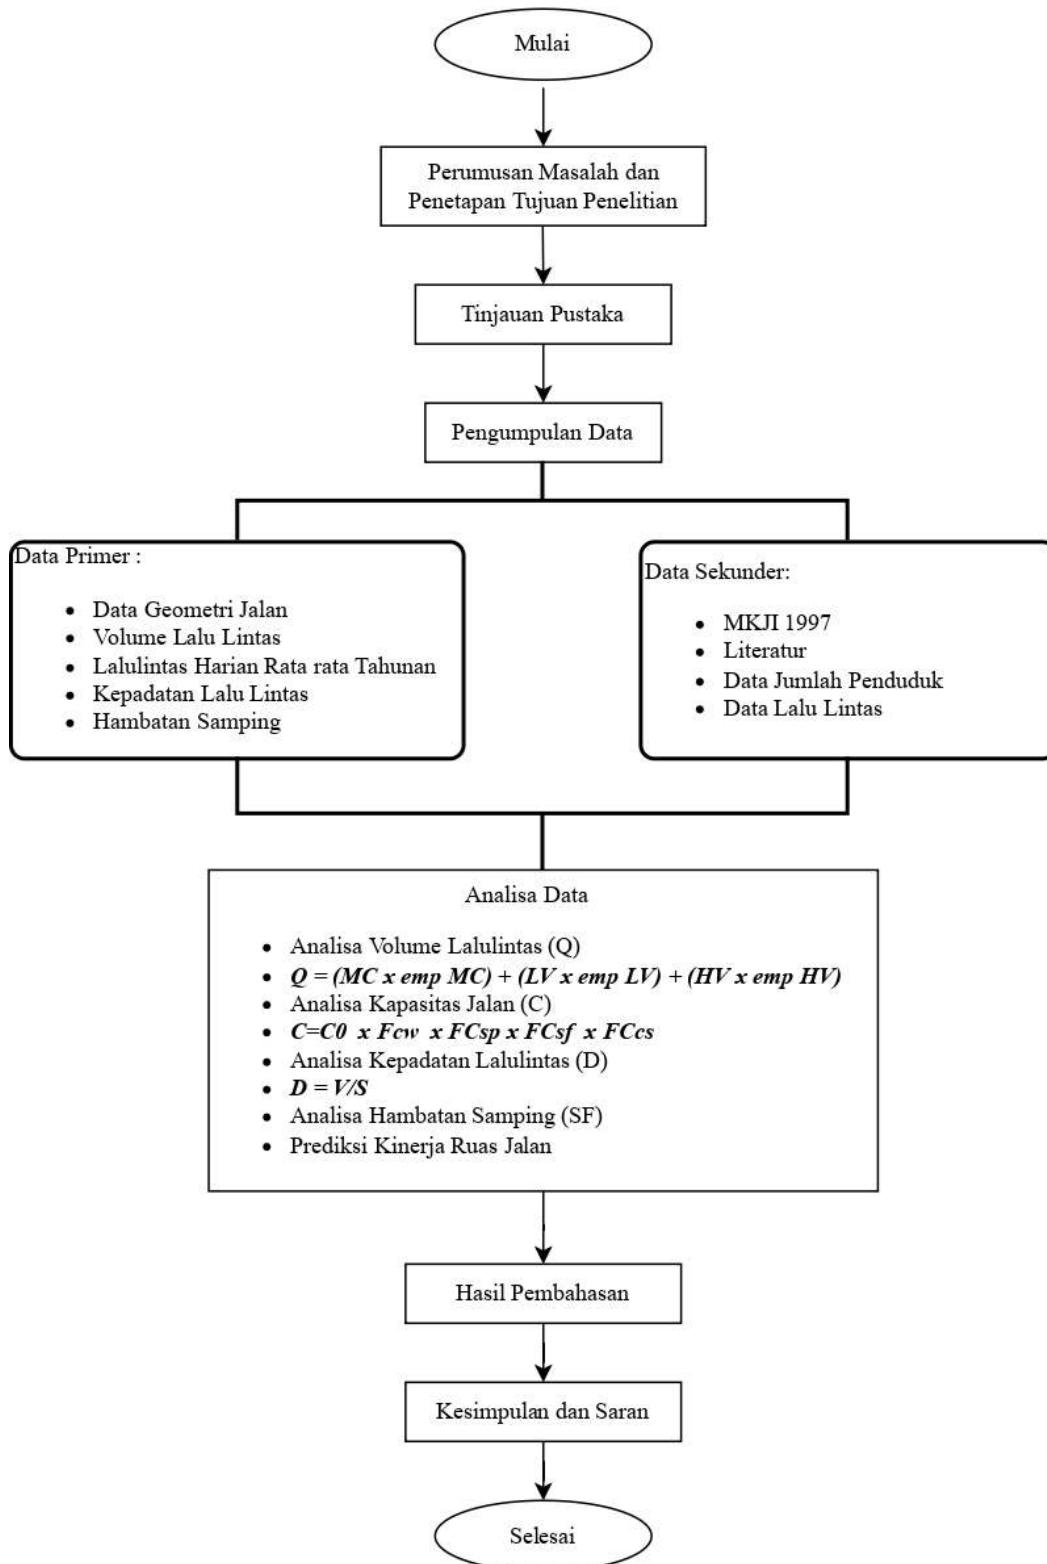 Mulai
Perumusan Masalah dan
Penetapan Tujuan Penelitian
Tinjauan Pustaka
Pengumpulan Data
Data Primer :
• Data Geometri Jalan
• Volume Lalu Lintas
• Lalulintas Harian Rata rata Tahunan
• Kepadatan Lalu Lintas
• Hambatan Samping
Data Sekunder:
• MKJI 1997
• Literatur
• Data Jumlah Penduduk
• Data Lalu Lintas
Analisa Data
• Analisa Volume Lalulintas (Q)
• Q = (MC x emp MC) + (LV x emp LV) + (HV x emp HV)
• Analisa Kapasitas Jalan (C)
• C=C0 x Fcw x FCsp x FCsf x FCcs
• Analisa Kepadatan Lalulintas (D)
• D = V/S
• Analisa Hambatan Samping (SF)
• Prediksi Kinerja Ruas Jalan
Hasil Pembahasan
Kesimpulan dan Saran
Selesai